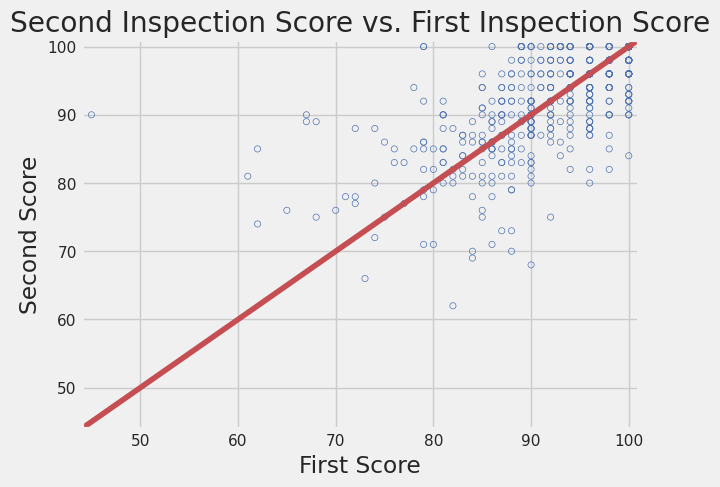 Second Inspection Score vs. First Inspection Score
100
90
80
70
60
50
Second Score
50 60 70 80 90 100
First Score